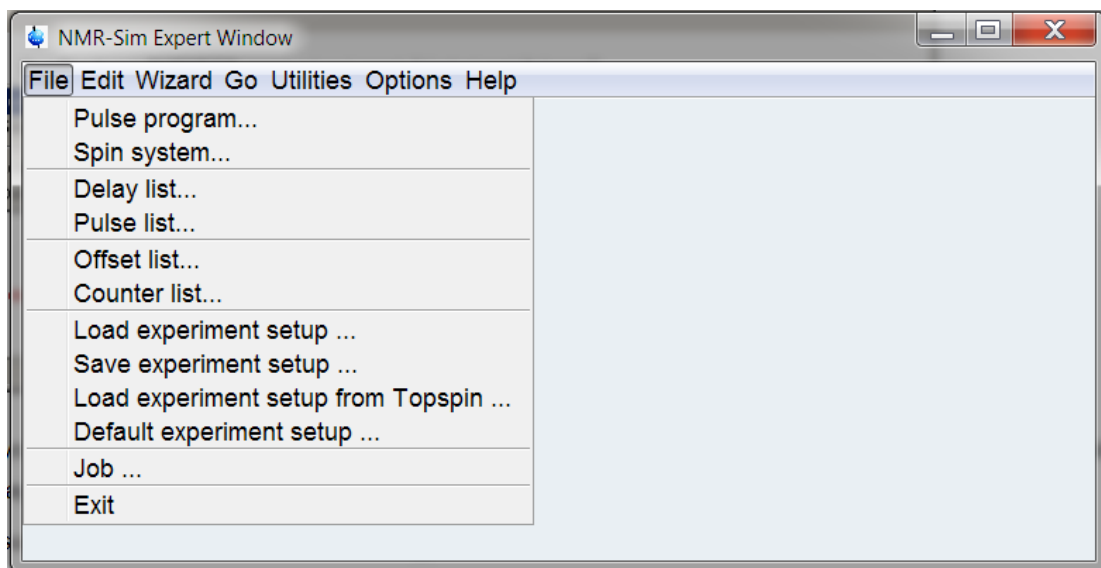 NMR-Sim Expert Window
File Edit Wizard Go Utilities Options Help
Pulse program...
Spin system...
Delay list...
Pulse list...
Offset list...
Counter list...
Load experiment setup ...
Save experiment setup ...
Load experiment setup from Topspin ...
Default experiment setup ...
Job ...
Exit